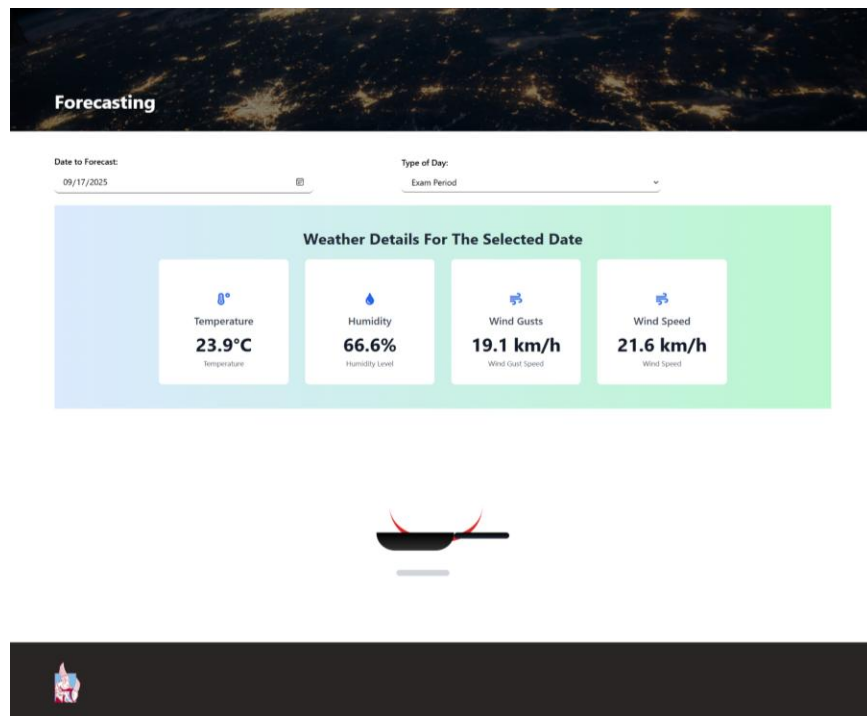 Forecasting
Date to Forecast: Type of Day:
09/17/2025 Exam Period
Weather Details For The Selected Date
Temperature Humidity Wind Gusts Wind Speed
23.9°C 66.6% 19.1 km/h 21.6 km/h
Temperature Humidity Level Wind Gust Speed Wind Speed